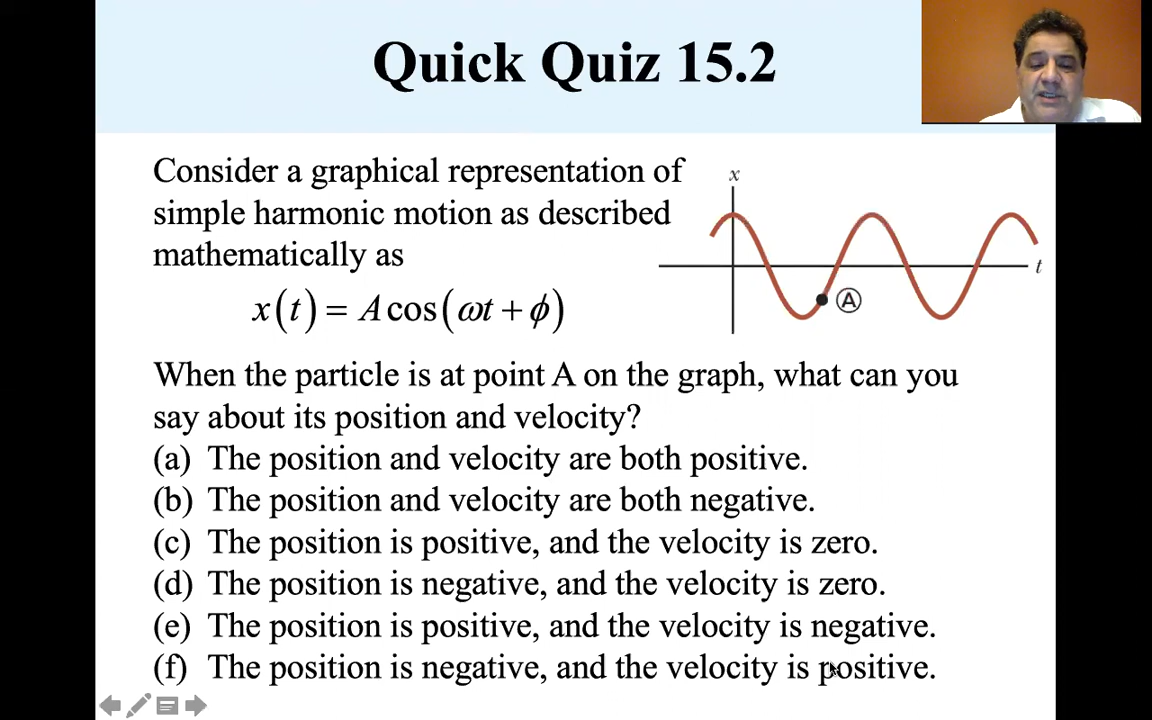 Quick Quiz 15.2
Consider a graphical representation of
simple harmonic motion as described
mathematically as
x(t) = A cos(ωt + ϕ)
x
t
A
When the particle is at point A on the graph, what can you
say about its position and velocity?
(a) The position and velocity are both positive.
(b) The position and velocity are both negative.
(c) The position is positive, and the velocity is zero.
(d) The position is negative, and the velocity is zero.
(e) The position is positive, and the velocity is negative.
(f) The position is negative, and the velocity is positive.